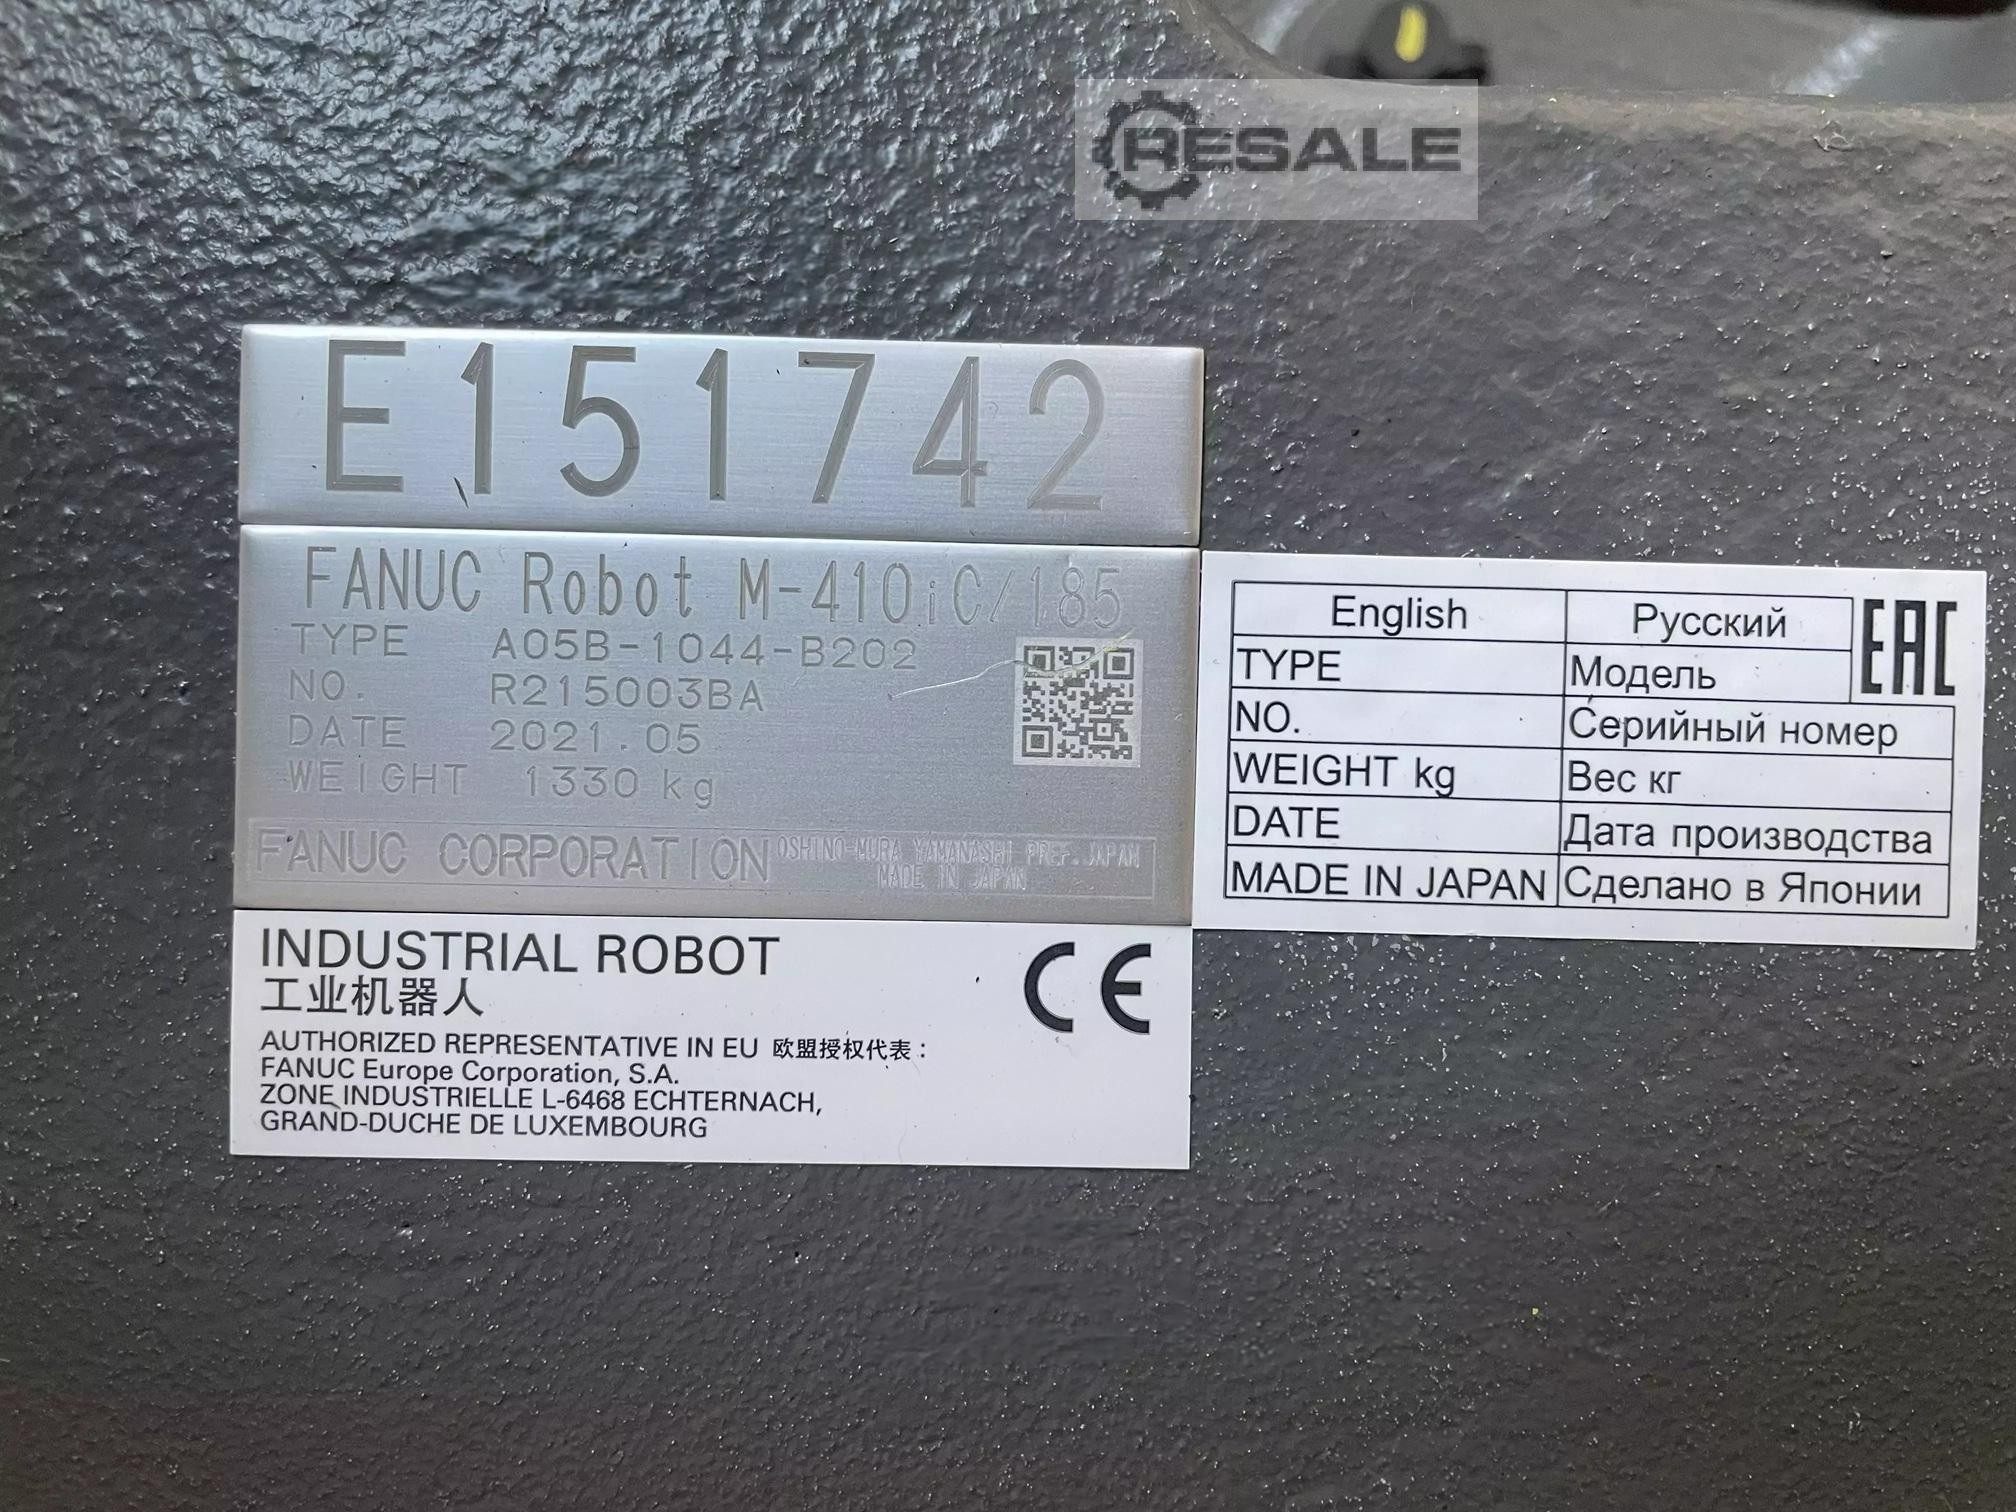 RESALE
E151742
FANUC Robot M-410iC/185
TYPE A05B-1044-B202
NO. R215003BA
DATE 2021.05
WEIGHT 1330 kg
FANUC CORPORATION OSHINO-MURA YAMANASHI PREF. JAPAN
MADE IN JAPAN
INDUSTRIAL ROBOT
工业机器人
AUTHORIZED REPRESENTATIVE IN EU 欧盟授权代表：
FANUC Europe Corporation, S.A.
ZONE INDUSTRIELLE L-6468 ECHTERNACH,
GRAND-DUCHE DE LUXEMBOURG
CE
English Русский EAC
TYPE Модель
NO. Серийный номер
WEIGHT kg Вес кг
DATE Дата производства
MADE IN JAPAN Сделано в Японии